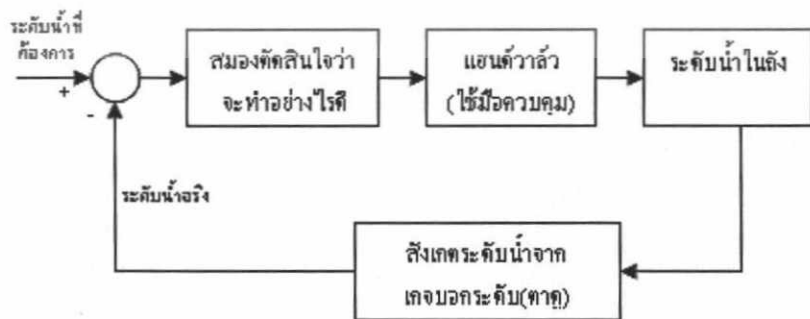 ระดับน้ำที่
ต้องการ
+
-
สมองตัดสินใจว่า
จะทำอย่างไรดี
แฮนด์วาล์ว
(ใช้มือควบคุม)
ระดับน้ำในถัง
ระดับน้ำจริง
สังเกตระดับน้ำจาก
เกจบอกระดับ(ตาดู)